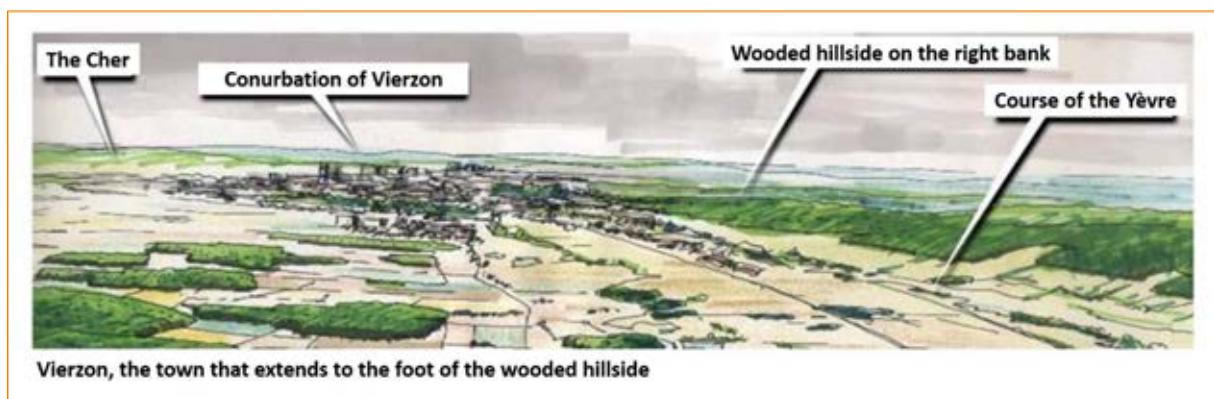 The Cher
Conurbation of Vierzon
Wooded hillside on the right bank
Course of the Yèvre
Vierzon, the town that extends to the foot of the wooded hillside